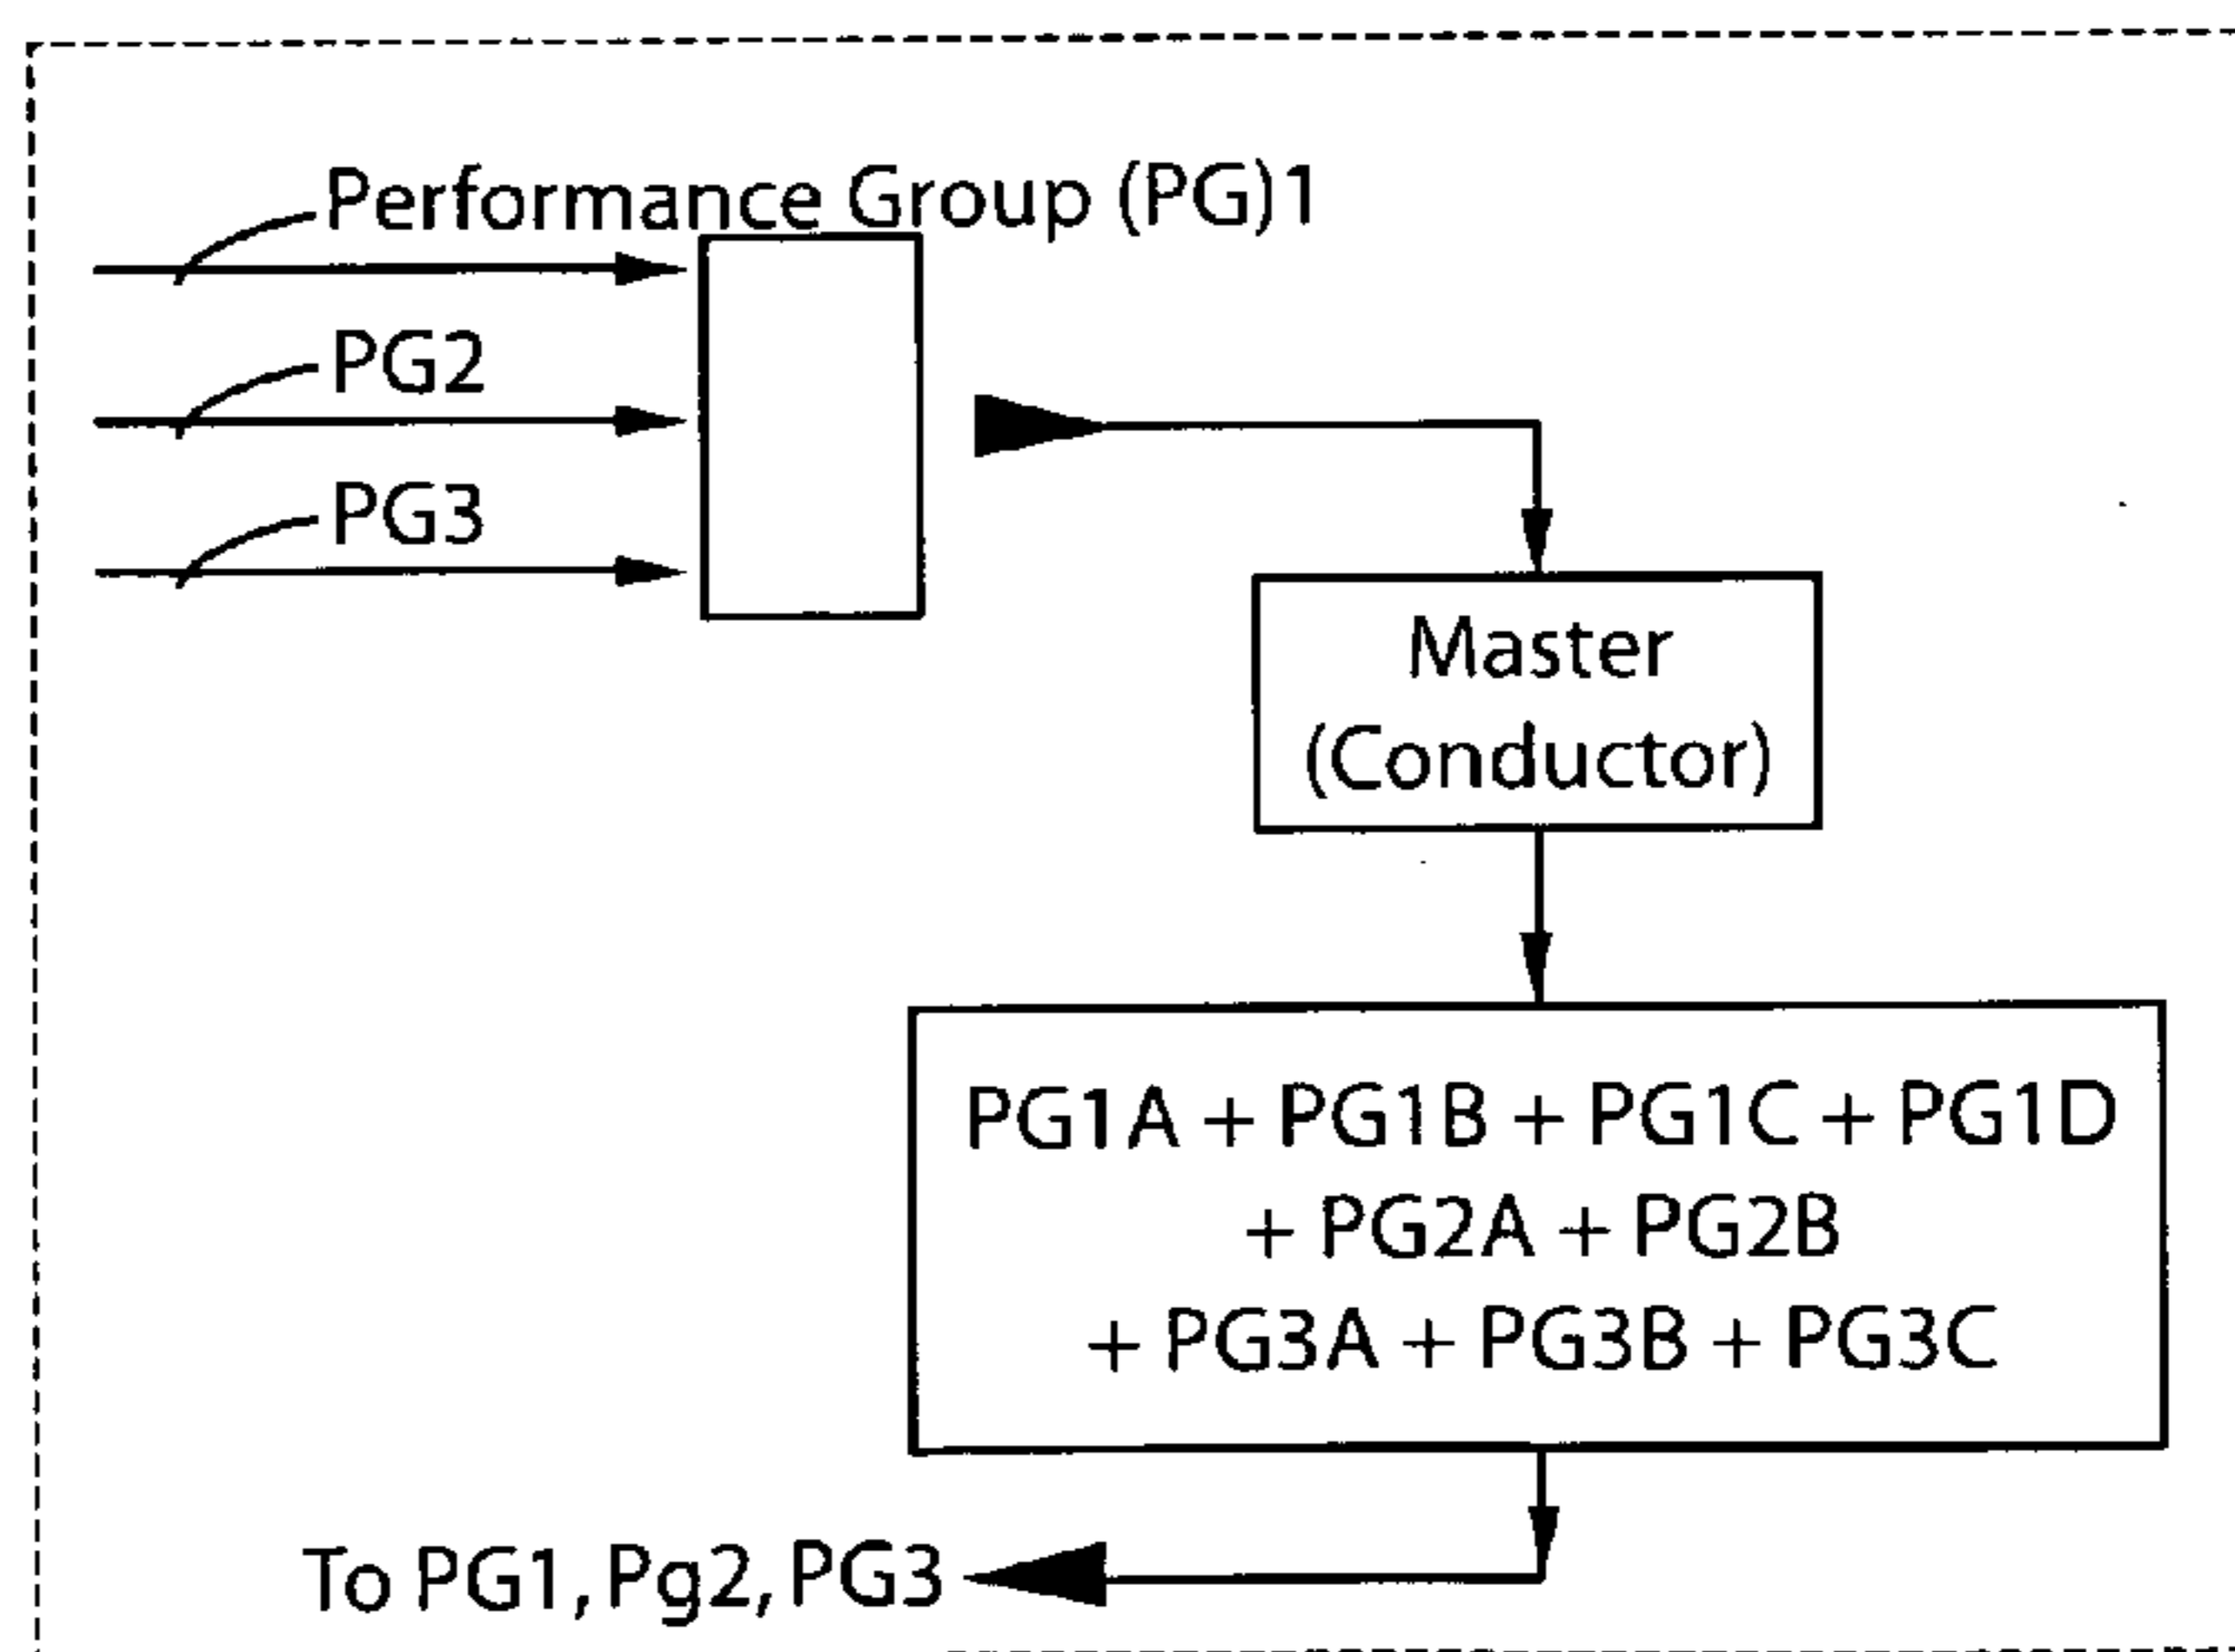 Performance Group (PG)1
PG2
PG3
Master
(Conductor)
PG1A + PG1B + PG1C + PG1D
+ PG2A + PG2B
+ PG3A + PG3B + PG3C
To PG1, Pg2, PG3